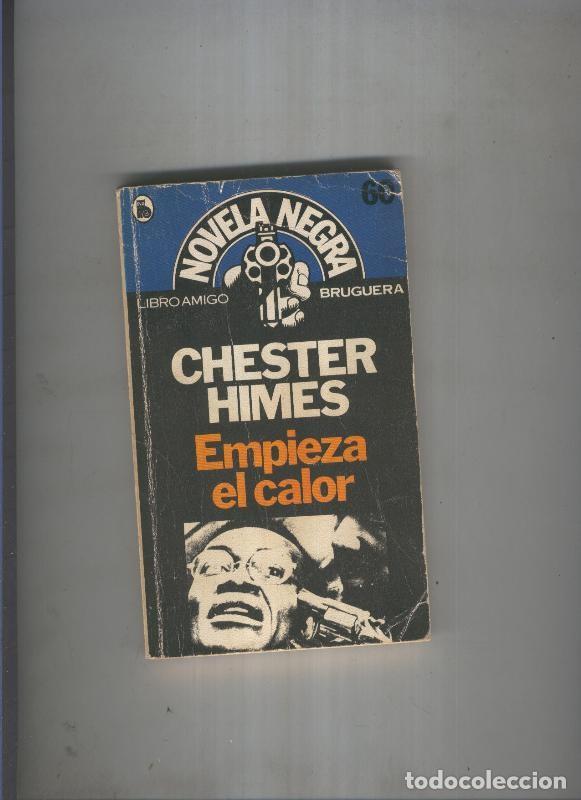 60
NOVELA NEGRA
LIBRO AMIGO
BRUGUERA
CHESTER
HIMES
Empieza
el calor
todocoleccion